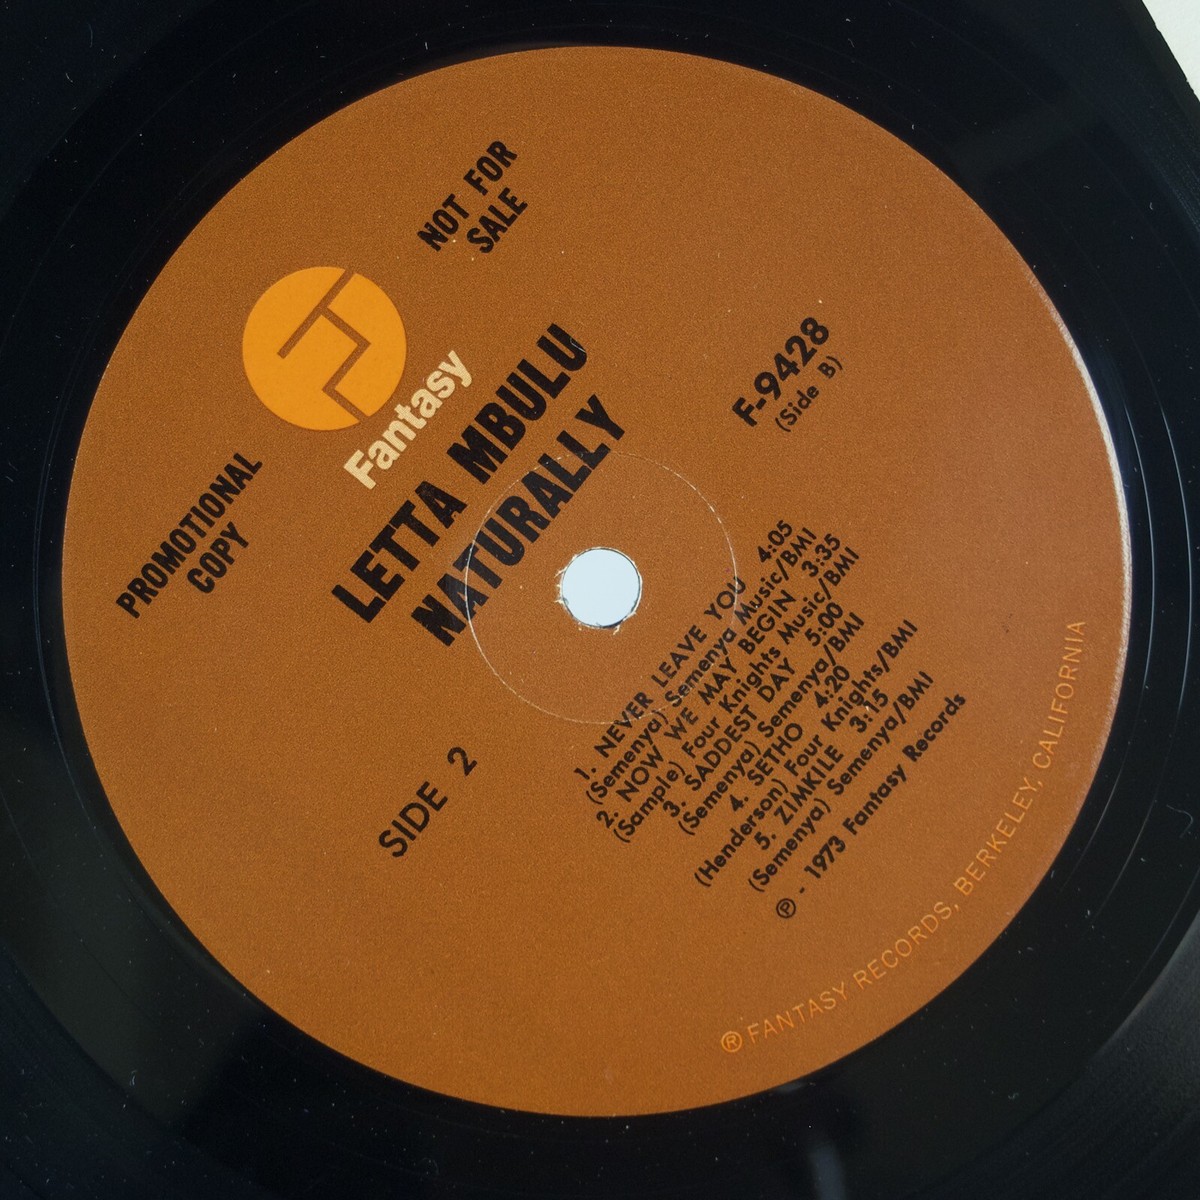 NOT FOR
SALE
Fantasy
PROMOTIONAL
COPY
LETTA MBULU
NATURALLY
F-9428
(Side B)
SIDE 2
1. NEVER LEAVE YOU 4:05
(Semenya) Semenya Music/BMI
2. NOW WE MAY BEGIN 3:35
(Sample) Four Knights Music/BMI
3. SADDEST DAY 5:00
(Semenya) Semenya/BMI
4. SETHO 4:20
(Henderson) Four Knights/BMI
5. ZIMKILE 3:15
(Semenya) Semenya/BMI
℗ - 1973 Fantasy Records
® FANTASY RECORDS, BERKELEY, CALIFORNIA